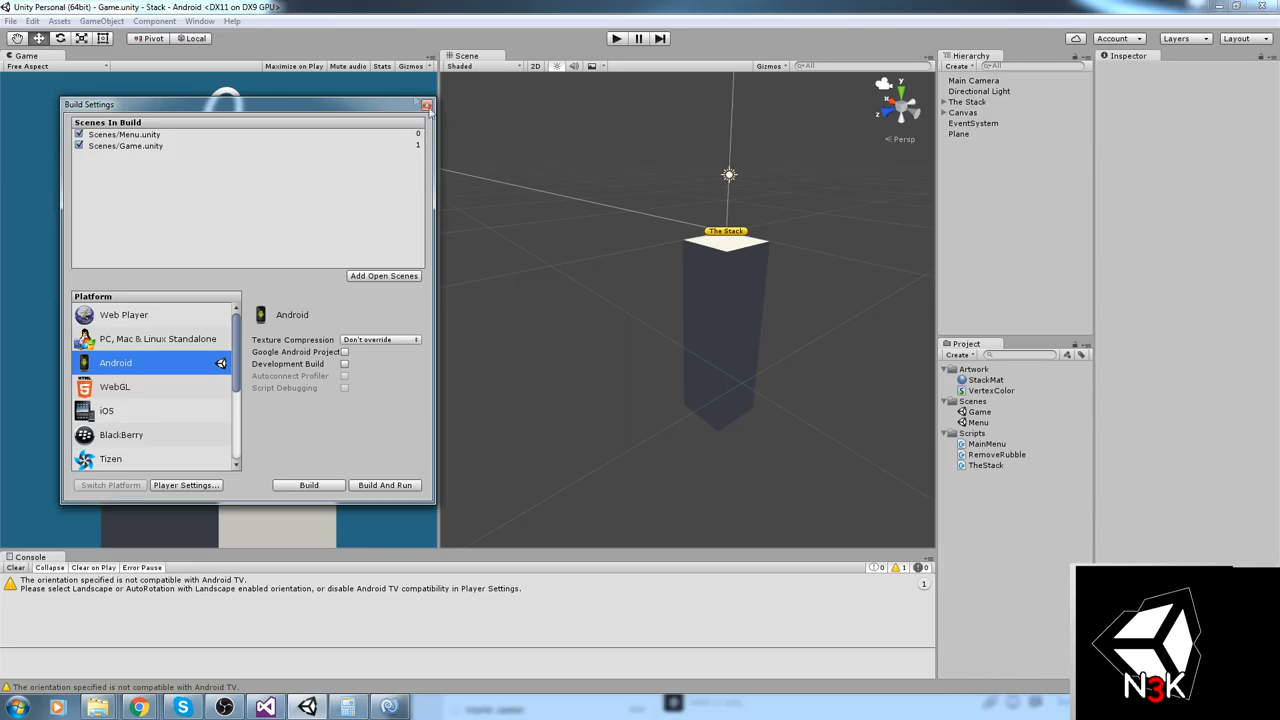 Unity Personal (64bit) - Game.unity - Stack - Android <DX11 on DX9 GPU>
File Edit Assets GameObject Component Window Help
Pivot Local Account Layers Layout
Game
Free Aspect Maximize on Play Mute audio Stats Gizmos
Scene
Shaded 2D Gizmos All
y
x
z
Persp
The Stack
Hierarchy
Create All
Main Camera
Directional Light
The Stack
Canvas
EventSystem
Plane
Inspector
Build Settings
Scenes In Build
Scenes/Menu.unity 0
Scenes/Game.unity 1
Add Open Scenes
Platform
Web Player
PC, Mac & Linux Standalone
Android
WebGL
iOS
BlackBerry
Tizen
Android
Texture Compression Don't override
Google Android Project
Development Build
Autoconnect Profiler
Script Debugging
Switch Platform Player Settings... Build Build And Run
Project
Create
Artwork
StackMat
VertexColor
Scenes
Game
Menu
Scripts
MainMenu
RemoveRubble
TheStack
Console
Clear Collapse Clear on Play Error Pause 0 1 0
The orientation specified is not compatible with Android TV.
Please select Landscape or AutoRotation with Landscape enabled orientation, or disable Android TV compatibility in Player Settings.
1
The orientation specified is not compatible with Android TV.
N3K